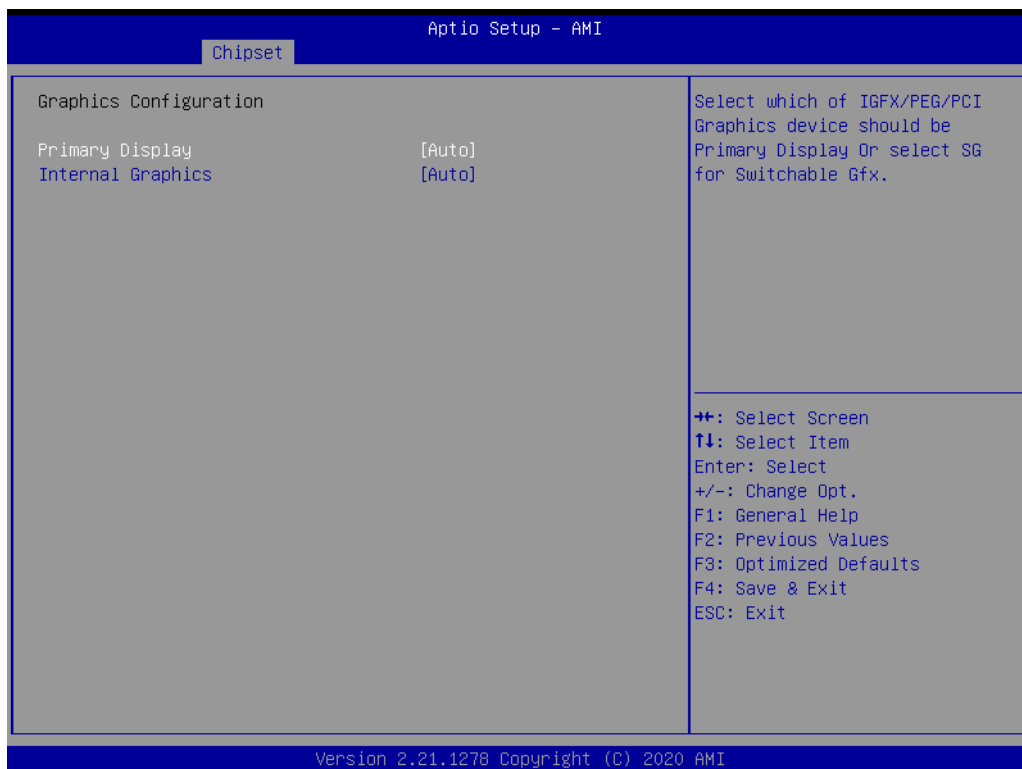 Aptio Setup – AMI
Chipset
Graphics Configuration
Primary Display [Auto]
Internal Graphics [Auto]
Select which of IGFX/PEG/PCI
Graphics device should be
Primary Display Or select SG
for Switchable Gfx.
→←: Select Screen
↑↓: Select Item
Enter: Select
+/-: Change Opt.
F1: General Help
F2: Previous Values
F3: Optimized Defaults
F4: Save & Exit
ESC: Exit
Version 2.21.1278 Copyright (C) 2020 AMI